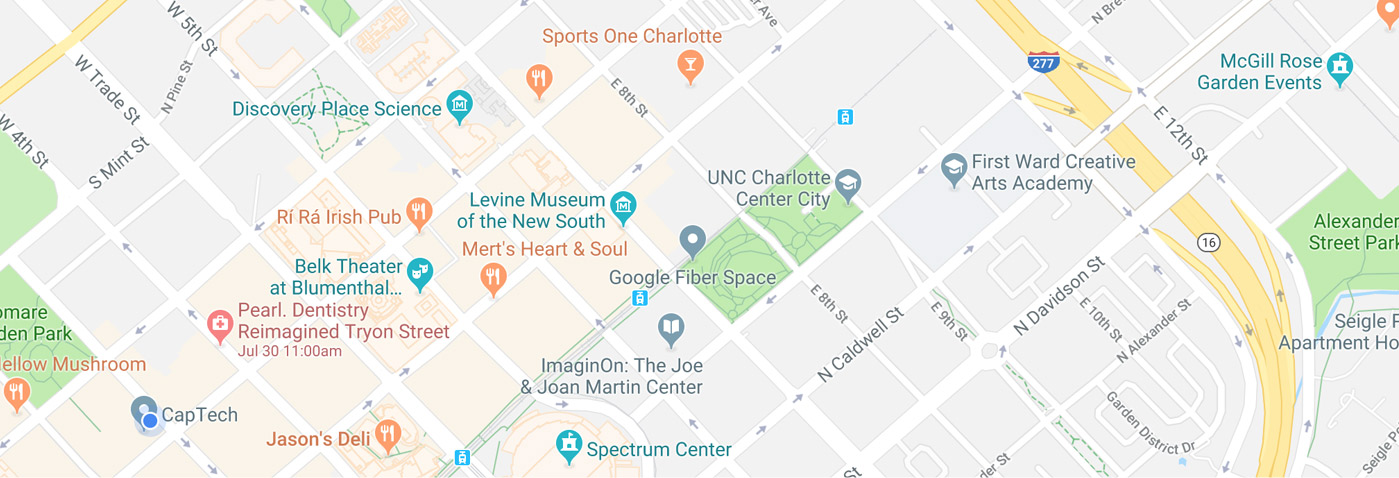 W 5th St
W Trade St
N Pine St
W 4th St
S Mint St
Sports One Charlotte
Discovery Place Science
E 8th St
277
McGill Rose
Garden Events
E 12th St
First Ward Creative
Arts Academy
UNC Charlotte
Center City
Levine Museum
of the New South
Rí Rá Irish Pub
Mert's Heart & Soul
Belk Theater
at Blumenthal...
Google Fiber Space
16
Alexander
Street Park
Pearl. Dentistry
Reimagined Tryon Street
Jul 30 11:00am
omare
den Park
ellow Mushroom
CapTech
Jason's Deli
ImaginOn: The Joe
& Joan Martin Center
Spectrum Center
E 8th St
N Caldwell St
E 9th St
N Davidson St
E 10th St
N Alexander St
Garden District Dr
Seigle P
Apartment Ho
Seigle
der St
St
Ave
N Bre